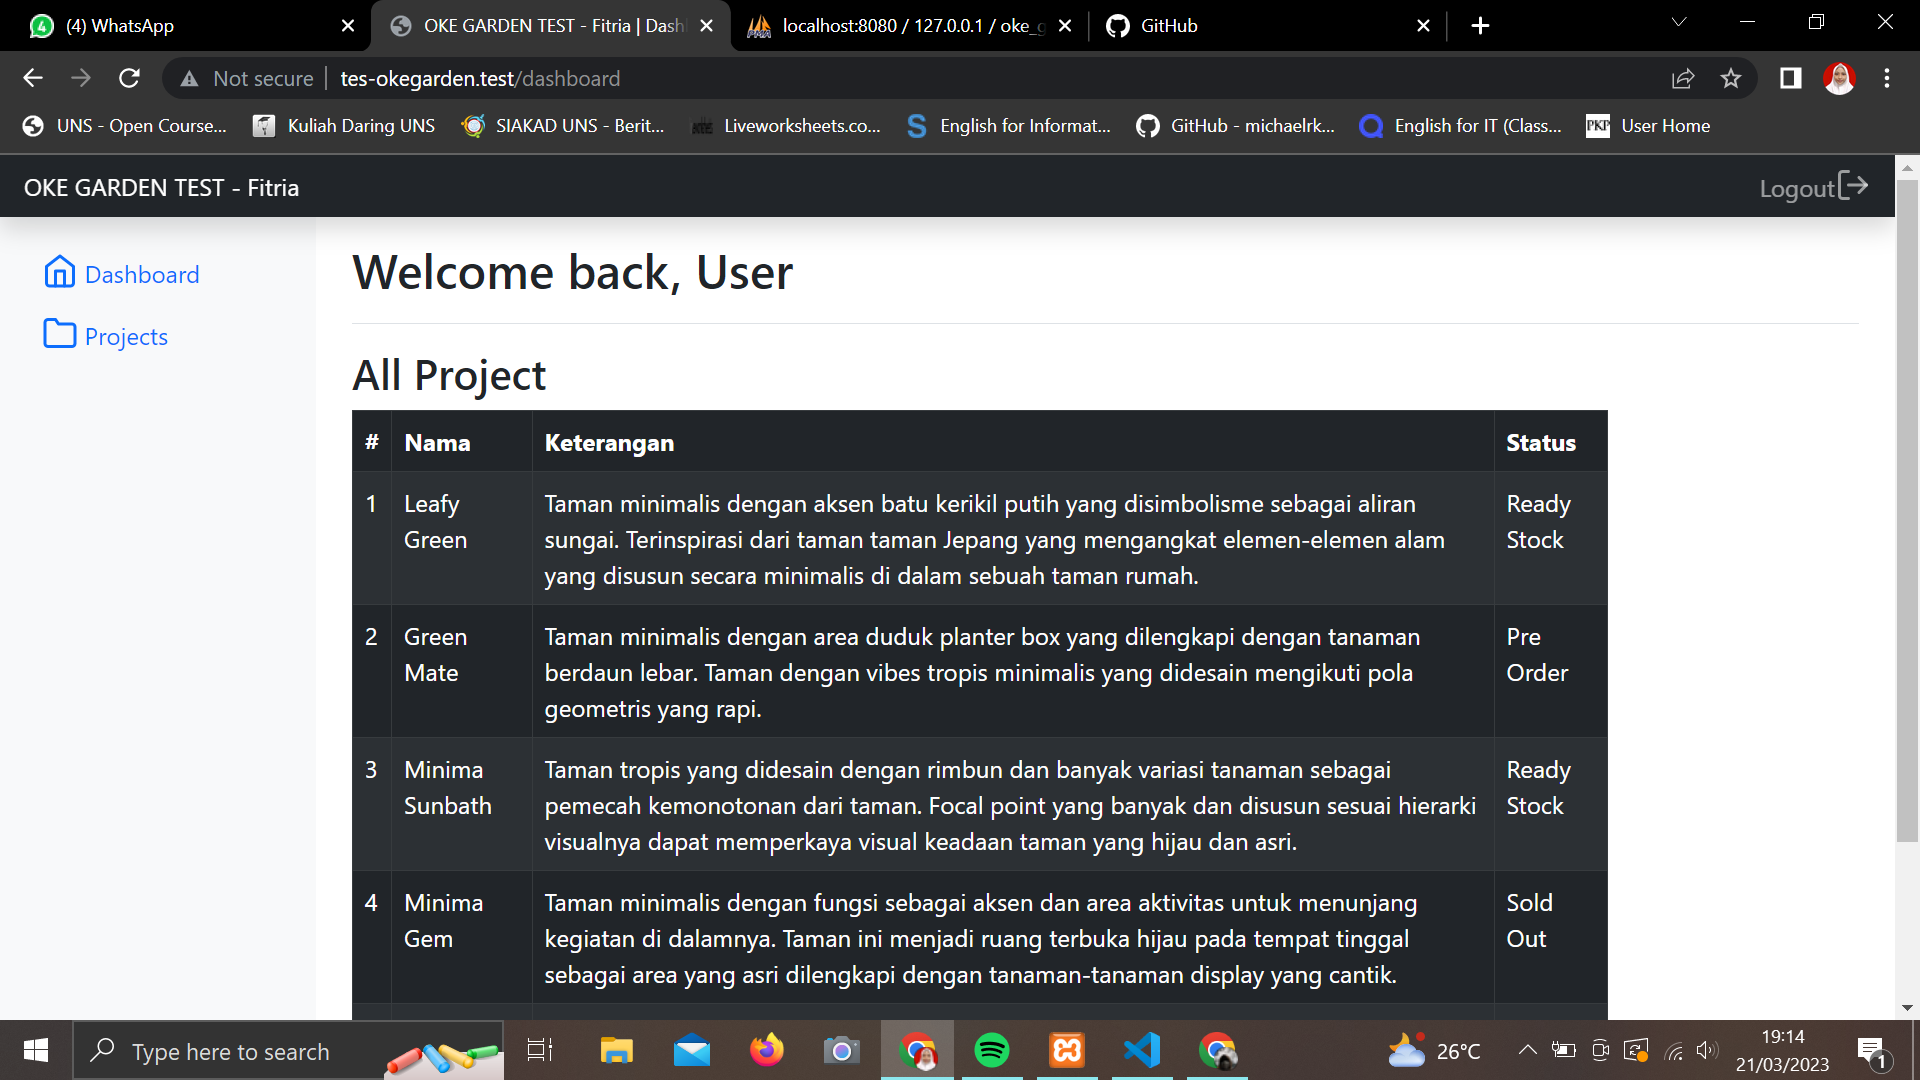 (4) WhatsApp
OKE GARDEN TEST - Fitria | Dash
localhost:8080 / 127.0.0.1 / oke_g
GitHub
Not secure
tes-okegarden.test/dashboard
UNS - Open Course...
Kuliah Daring UNS
SIAKAD UNS - Berit...
Liveworksheets.co...
English for Informat...
GitHub - michaelrk...
English for IT (Class...
PKP
User Home
OKE GARDEN TEST - Fitria
Logout
Dashboard
Projects
Welcome back, User
All Project
# Nama Keterangan Status
1 Leafy Green
Taman minimalis dengan aksen batu kerikil putih yang disimbolisme sebagai aliran
sungai. Terinspirasi dari taman taman Jepang yang mengangkat elemen-elemen alam
yang disusun secara minimalis di dalam sebuah taman rumah.
Ready
Stock
2 Green Mate
Taman minimalis dengan area duduk planter box yang dilengkapi dengan tanaman
berdaun lebar. Taman dengan vibes tropis minimalis yang didesain mengikuti pola
geometris yang rapi.
Pre
Order
3 Minima Sunbath
Taman tropis yang didesain dengan rimbun dan banyak variasi tanaman sebagai
pemecah kemonotonan dari taman. Focal point yang banyak dan disusun sesuai hierarki
visualnya dapat memperkaya visual keadaan taman yang hijau dan asri.
Ready
Stock
4 Minima Gem
Taman minimalis dengan fungsi sebagai aksen dan area aktivitas untuk menunjang
kegiatan di dalamnya. Taman ini menjadi ruang terbuka hijau pada tempat tinggal
sebagai area yang asri dilengkapi dengan tanaman-tanaman display yang cantik.
Sold
Out
Type here to search
26°C
19:14
21/03/2023
1